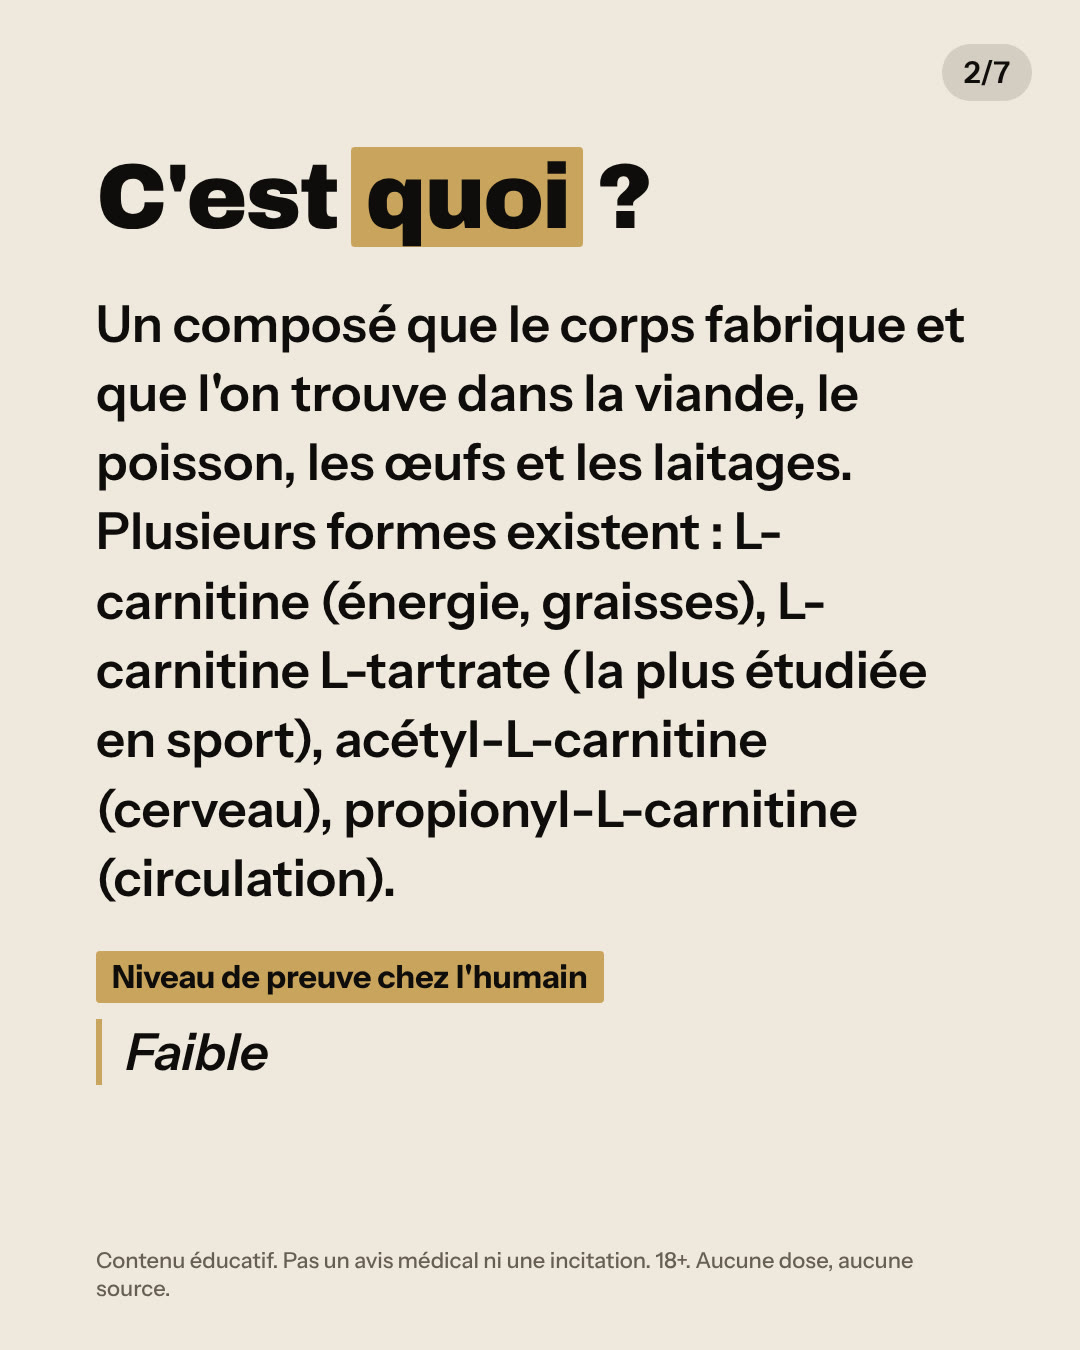 2/7
C'est quoi ?
Un composé que le corps fabrique et
que l'on trouve dans la viande, le
poisson, les œufs et les laitages.
Plusieurs formes existent : L-
carnitine (énergie, graisses), L-
carnitine L-tartrate (la plus étudiée
en sport), acétyl-L-carnitine
(cerveau), propionyl-L-carnitine
(circulation).
Niveau de preuve chez l'humain
Faible
Contenu éducatif. Pas un avis médical ni une incitation. 18+. Aucune dose, aucune
source.